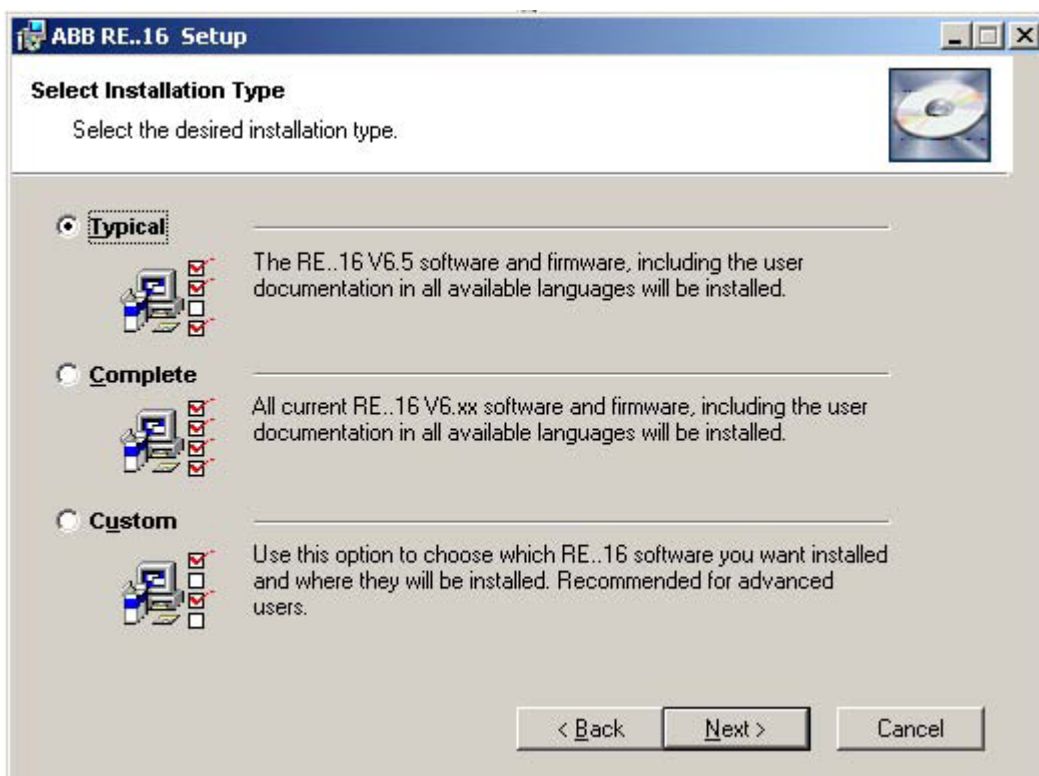 ABB RE..16 Setup
Select Installation Type
Select the desired installation type.
Typical
The RE..16 V6.5 software and firmware, including the user
documentation in all available languages will be installed.
Complete
All current RE..16 V6.xx software and firmware, including the user
documentation in all available languages will be installed.
Custom
Use this option to choose which RE..16 software you want installed
and where they will be installed. Recommended for advanced
users.
< Back Next > Cancel